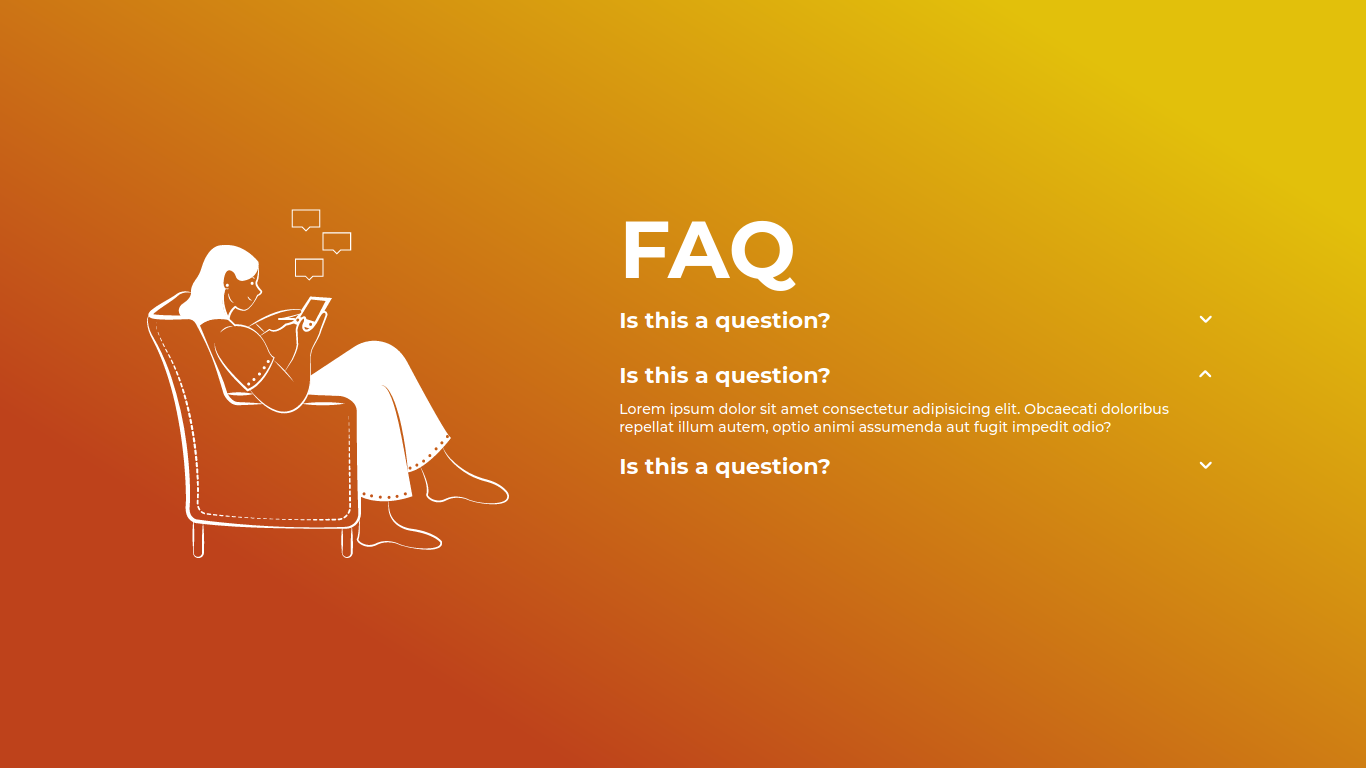 FAQ
Is this a question?
Is this a question?
Lorem ipsum dolor sit amet consectetur adipisicing elit. Obcaecati doloribus
repellat illum autem, optio animi assumenda aut fugit impedit odio?
Is this a question?